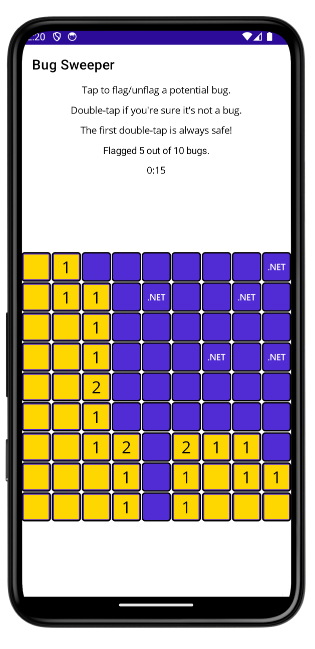 :20
Bug Sweeper
Tap to flag/unflag a potential bug.
Double-tap if you're sure it's not a bug.
The first double-tap is always safe!
Flagged 5 out of 10 bugs.
0:15
1 .NET
1 1 .NET .NET
1
1 .NET .NET
2
1
1 2 2 1 1
1 1 1 1
1 1